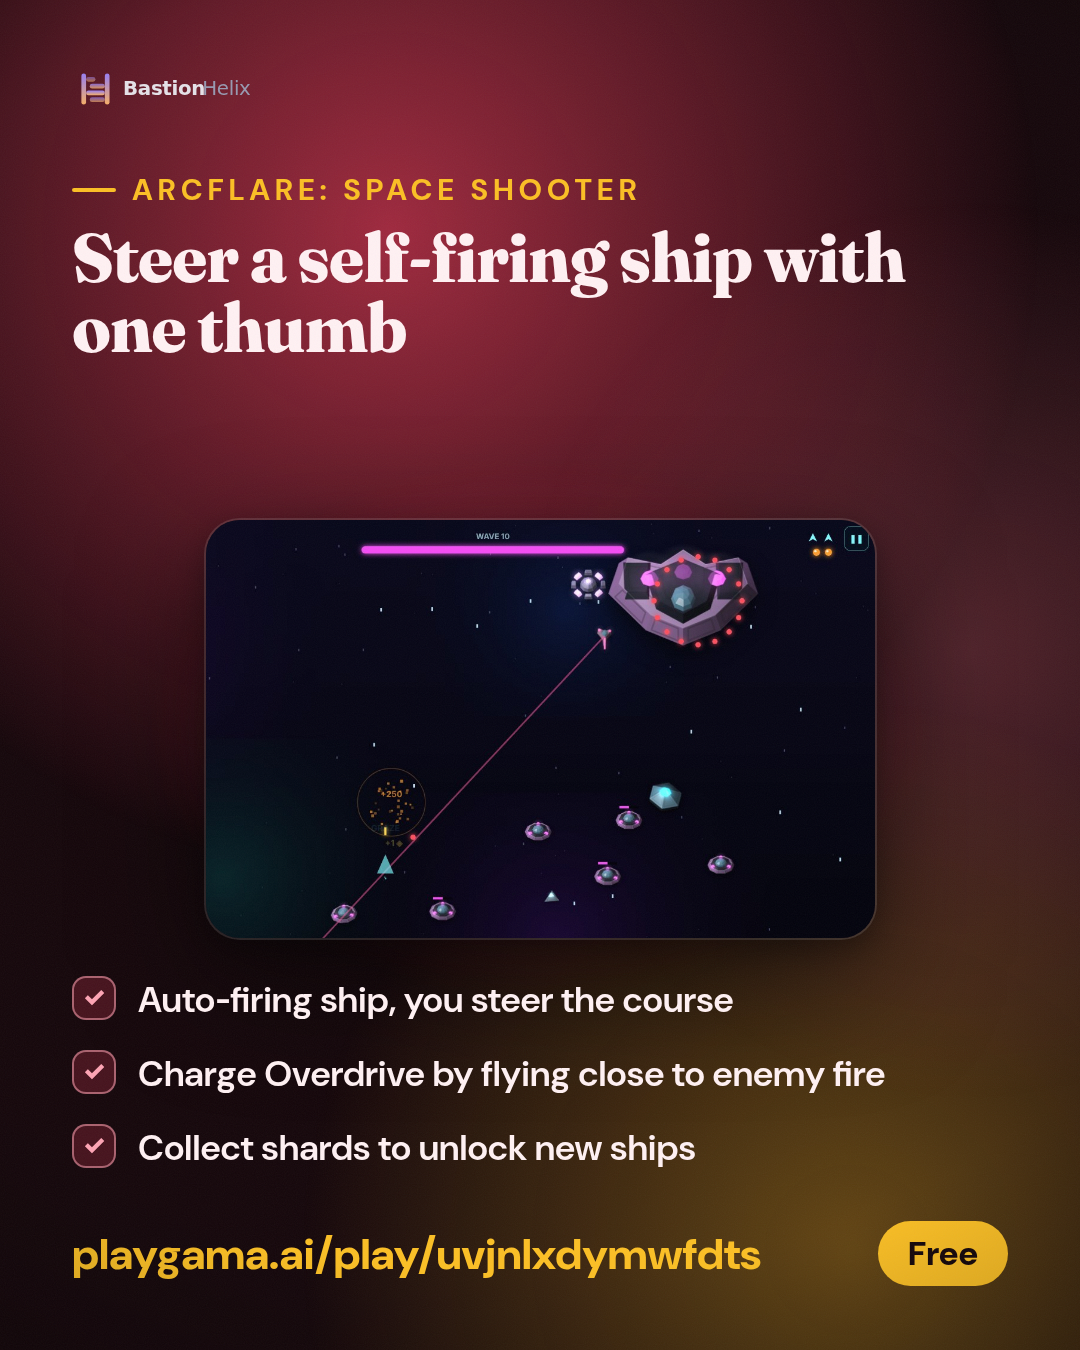 BastionHelix
ARCFLARE: SPACE SHOOTER
Steer a self-firing ship with
one thumb
WAVE 10
+250
+1
Auto-firing ship, you steer the course
Charge Overdrive by flying close to enemy fire
Collect shards to unlock new ships
playgama.ai/play/uvjnlxdymwfdts
Free